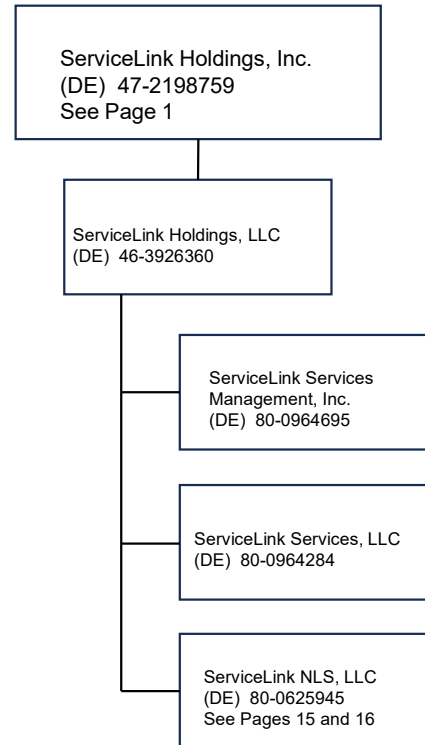 ServiceLink Holdings, Inc.
(DE) 47-2198759
See Page 1
ServiceLink Holdings, LLC
(DE) 46-3926360
ServiceLink Services
Management, Inc.
(DE) 80-0964695
ServiceLink Services, LLC
(DE) 80-0964284
ServiceLink NLS, LLC
(DE) 80-0625945
See Pages 15 and 16